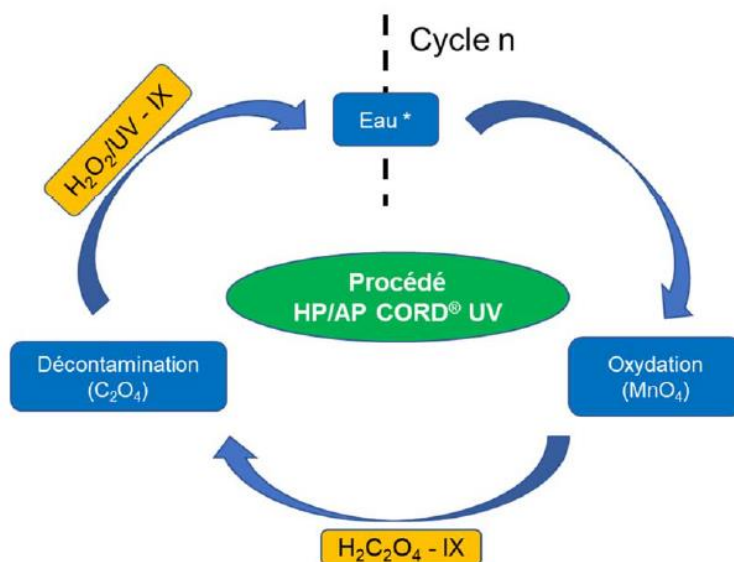 Cycle n
Eau *
H₂O₂/UV - IX
Procédé
HP/AP CORD® UV
Décontamination
(C₂O₄)
Oxydation
(MnO₄)
H₂C₂O₄ - IX